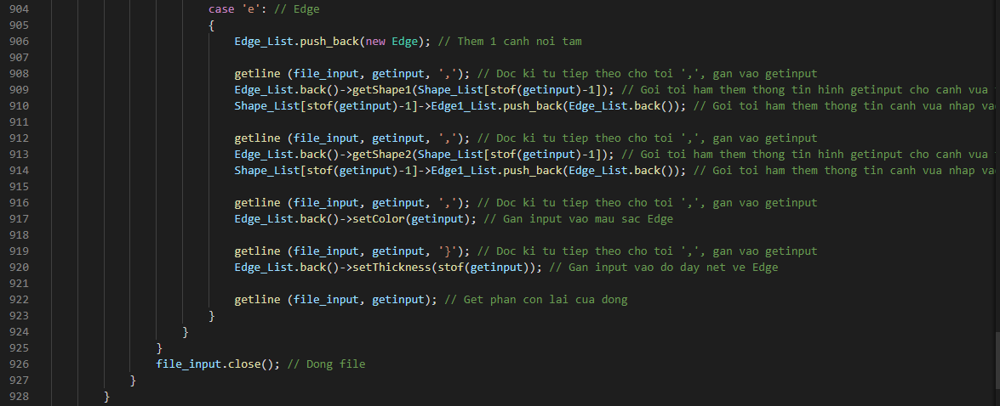 904 case 'e': // Edge
905 {
906 Edge_List.push_back(new Edge); // Them 1 canh noi tam
907
908 getline (file_input, getinput, ','); // Doc ki tu tiep theo cho toi ',', gan vao getinput
909 Edge_List.back()->getShape1(Shape_List[stof(getinput)-1]); // Goi toi ham them thong tin hinh getinput cho canh vua
910 Shape_List[stof(getinput)-1]->Edge1_List.push_back(Edge_List.back()); // Goi toi ham them thong tin canh vua nhap va
911
912 getline (file_input, getinput, ','); // Doc ki tu tiep theo cho toi ',', gan vao getinput
913 Edge_List.back()->getShape2(Shape_List[stof(getinput)-1]); // Goi toi ham them thong tin hinh getinput cho canh vua
914 Shape_List[stof(getinput)-1]->Edge1_List.push_back(Edge_List.back()); // Goi toi ham them thong tin canh vua nhap va
915
916 getline (file_input, getinput, ','); // Doc ki tu tiep theo cho toi ',', gan vao getinput
917 Edge_List.back()->setColor(getinput); // Gan input vao mau sac Edge
918
919 getline (file_input, getinput, '}'); // Doc ki tu tiep theo cho toi ',', gan vao getinput
920 Edge_List.back()->setThickness(stof(getinput)); // Gan input vao do day net ve Edge
921
922 getline (file_input, getinput); // Get phan con lai cua dong
923 }
924 }
925 }
926 file_input.close(); // Dong file
927 }
928 }